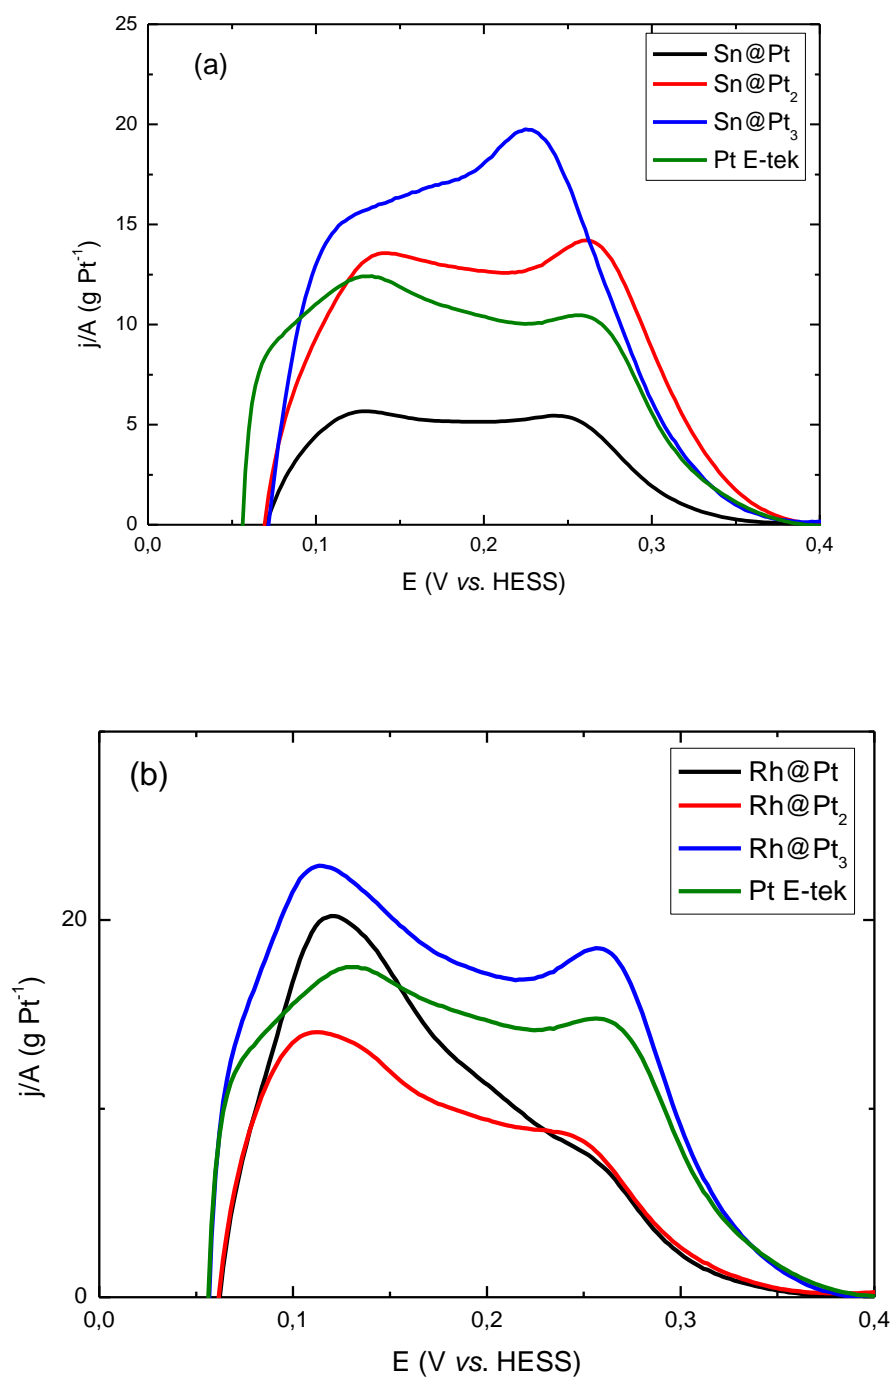 25
(a)
Sn@Pt
Sn@Pt2
Sn@Pt3
Pt E-tek
20
15
10
5
0
j/A (g Pt-1)
0,0 0,1 0,2 0,3 0,4
E (V vs. HESS)
(b)
Rh@Pt
Rh@Pt2
Rh@Pt3
Pt E-tek
20
0
j/A (g Pt-1)
0,0 0,1 0,2 0,3 0,4
E (V vs. HESS)